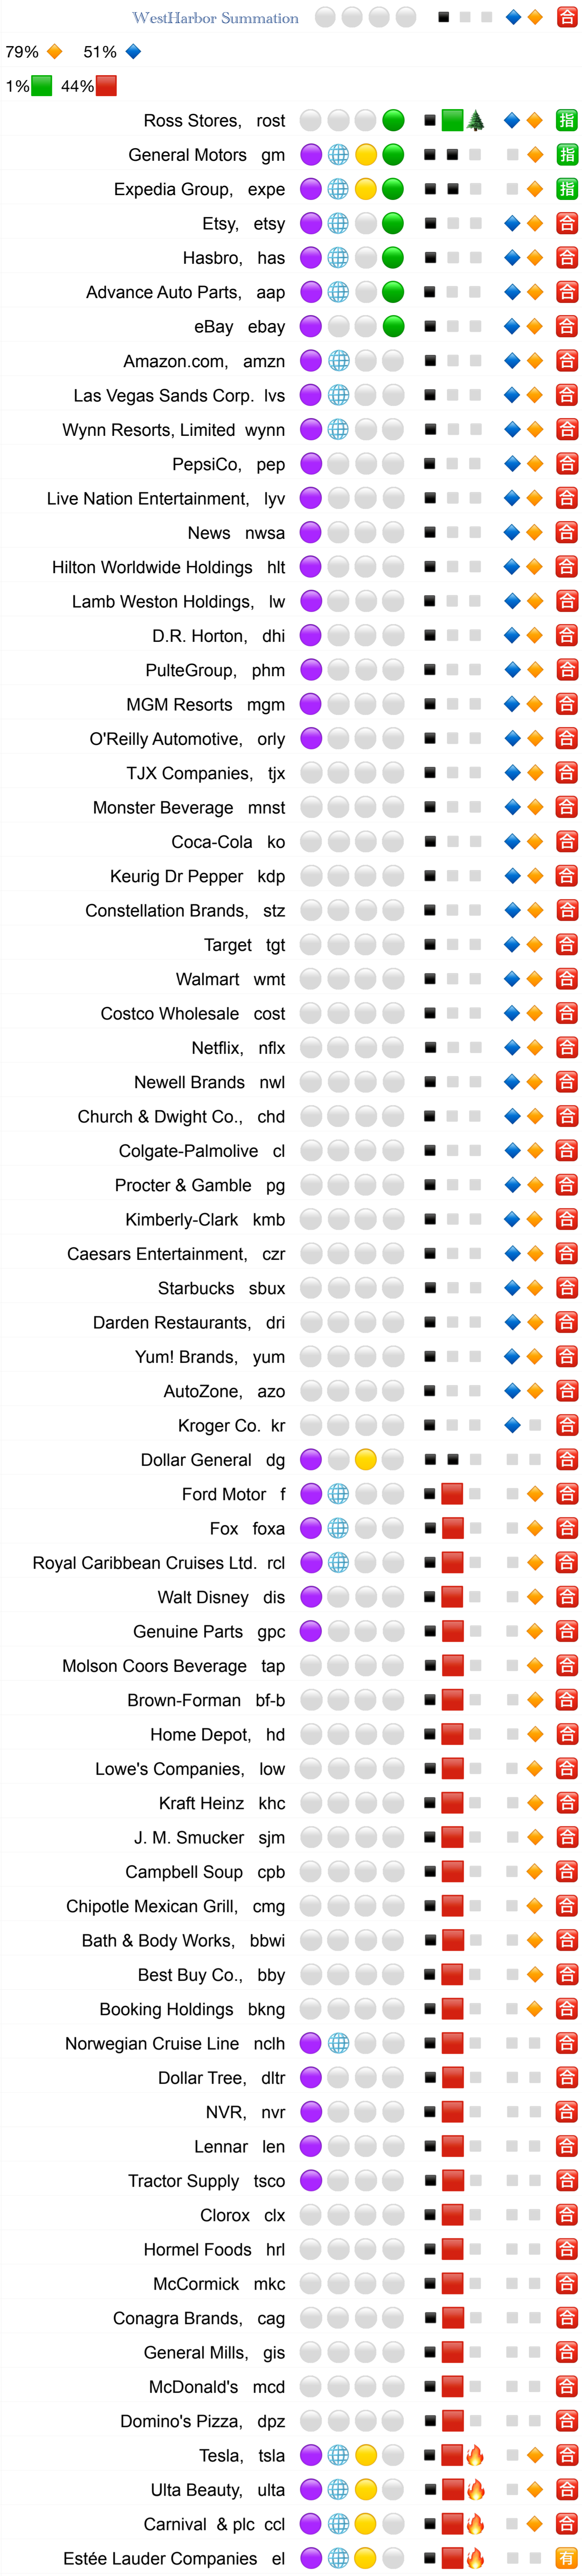 WestHarbor Summation 合
79% 51%
1% 44%
Ross Stores, rost 指
General Motors gm 指
Expedia Group, expe 指
Etsy, etsy 合
Hasbro, has 合
Advance Auto Parts, aap 合
eBay ebay 合
Amazon.com, amzn 合
Las Vegas Sands Corp. lvs 合
Wynn Resorts, Limited wynn 合
PepsiCo, pep 合
Live Nation Entertainment, lyv 合
News nwsa 合
Hilton Worldwide Holdings hlt 合
Lamb Weston Holdings, lw 合
D.R. Horton, dhi 合
PulteGroup, phm 合
MGM Resorts mgm 合
O'Reilly Automotive, orly 合
TJX Companies, tjx 合
Monster Beverage mnst 合
Coca-Cola ko 合
Keurig Dr Pepper kdp 合
Constellation Brands, stz 合
Target tgt 合
Walmart wmt 合
Costco Wholesale cost 合
Netflix, nflx 合
Newell Brands nwl 合
Church & Dwight Co., chd 合
Colgate-Palmolive cl 合
Procter & Gamble pg 合
Kimberly-Clark kmb 合
Caesars Entertainment, czr 合
Starbucks sbux 合
Darden Restaurants, dri 合
Yum! Brands, yum 合
AutoZone, azo 合
Kroger Co. kr 合
Dollar General dg 合
Ford Motor f 合
Fox foxa 合
Royal Caribbean Cruises Ltd. rcl 合
Walt Disney dis 合
Genuine Parts gpc 合
Molson Coors Beverage tap 合
Brown-Forman bf-b 合
Home Depot, hd 合
Lowe's Companies, low 合
Kraft Heinz khc 合
J. M. Smucker sjm 合
Campbell Soup cpb 合
Chipotle Mexican Grill, cmg 合
Bath & Body Works, bbwi 合
Best Buy Co., bby 合
Booking Holdings bkng 合
Norwegian Cruise Line nclh 合
Dollar Tree, dltr 合
NVR, nvr 合
Lennar len 合
Tractor Supply tsco 合
Clorox clx 合
Hormel Foods hrl 合
McCormick mkc 合
Conagra Brands, cag 合
General Mills, gis 合
McDonald's mcd 合
Domino's Pizza, dpz 合
Tesla, tsla 合
Ulta Beauty, ulta 合
Carnival & plc ccl 合
Estée Lauder Companies el 有